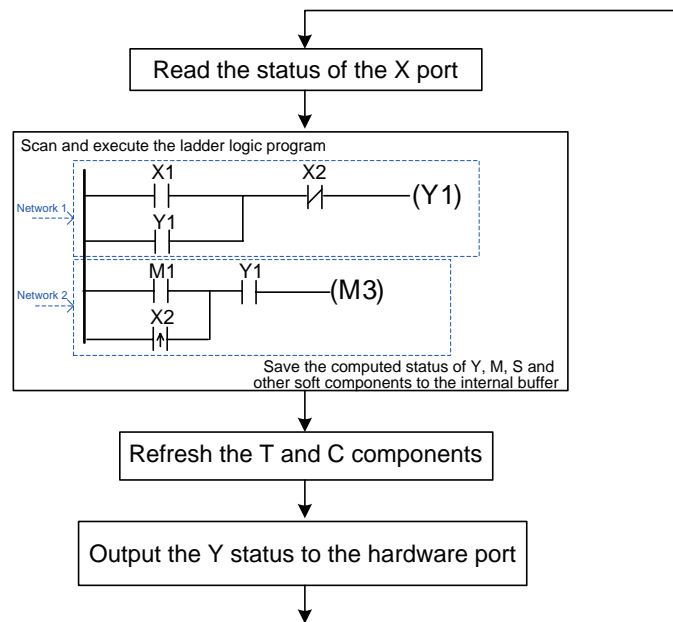 Read the status of the X port
Scan and execute the ladder logic program
X1 X2
Network 1 (Y1)
Y1
M1 Y1
Network 2 (M3)
X2
Save the computed status of Y, M, S and
other soft components to the internal buffer
Refresh the T and C components
Output the Y status to the hardware port